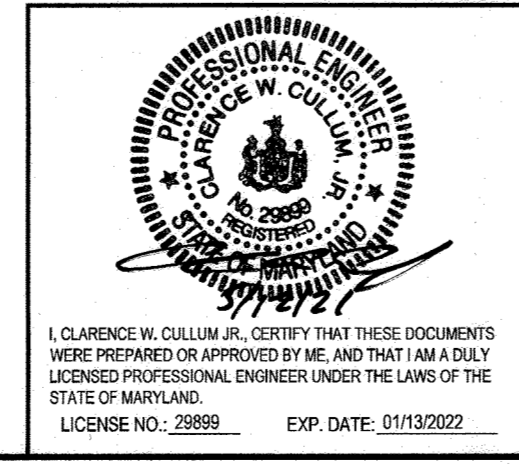 PROFESSIONAL ENGINEER
CLARENCE W. CULLUM, JR.
No. 29899
REGISTERED
STATE OF MARYLAND
I, CLARENCE W. CULLUM JR., CERTIFY THAT THESE DOCUMENTS
WERE PREPARED OR APPROVED BY ME, AND THAT I AM A DULY
LICENSED PROFESSIONAL ENGINEER UNDER THE LAWS OF THE
STATE OF MARYLAND.
LICENSE NO.: 29899 EXP. DATE: 01/13/2022